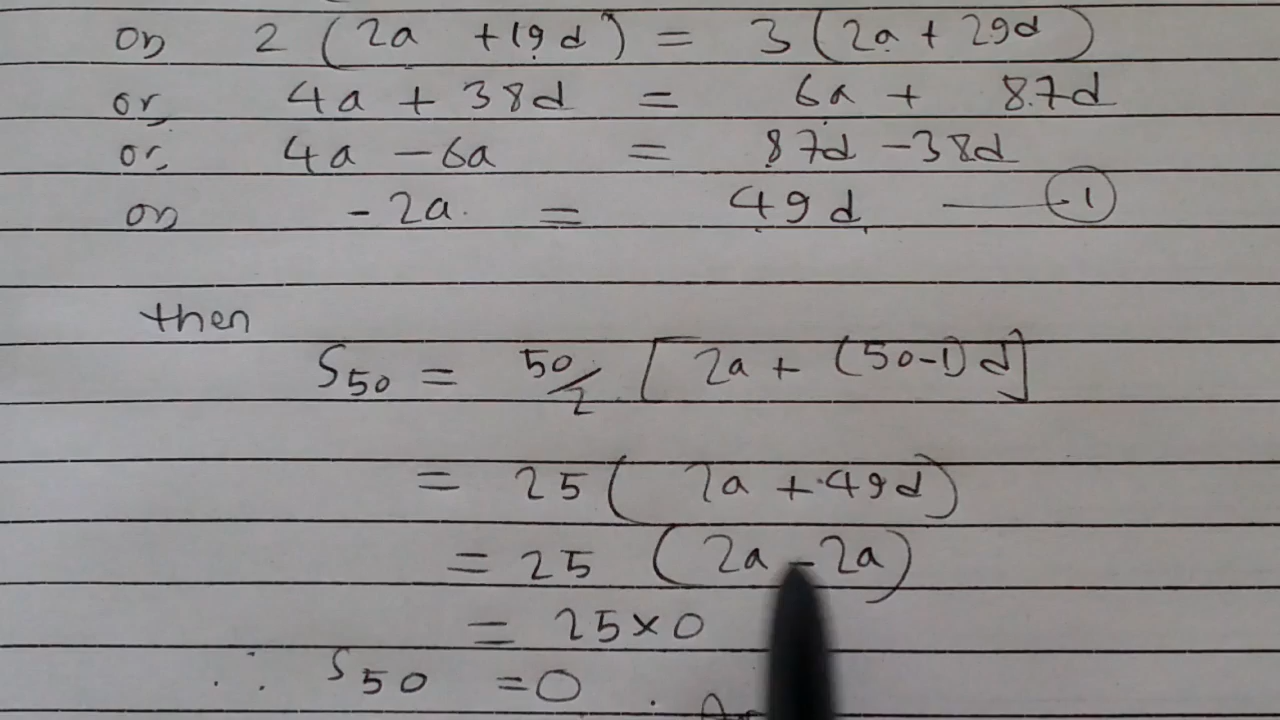 or 2 (2a + 19d) = 3 (2a + 29d)
or 4a + 38d = 6a + 87d
or 4a - 6a = 87d - 38d
or -2a = 49d —— 1
then
S50 = 50/2 [2a + (50-1)d]
= 25 (2a + 49d)
= 25 (2a - 2a)
= 25 × 0
∴ S50 = 0.